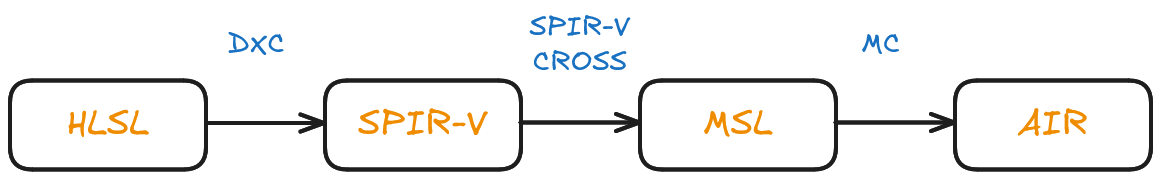 DXC
SPIR-V
CROSS
MC
HLSL
SPIR-V
MSL
AIR